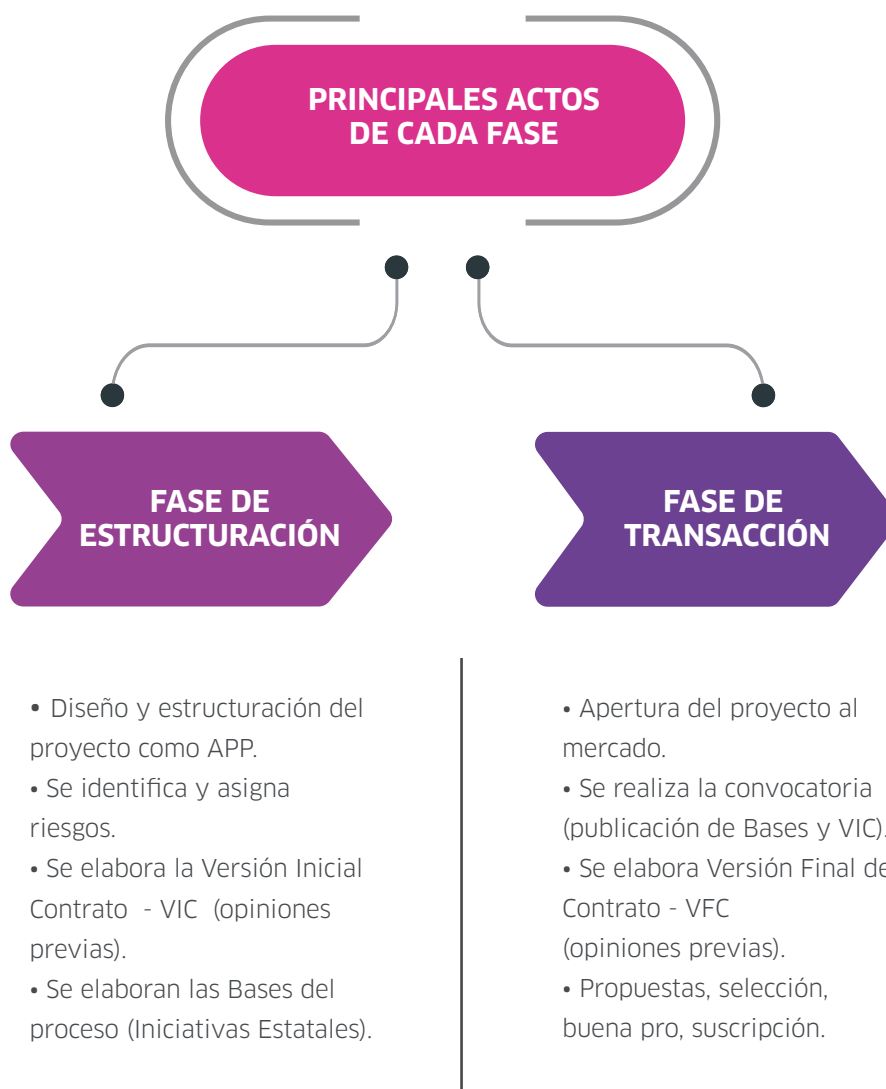 PRINCIPALES ACTOS
DE CADA FASE
FASE DE
ESTRUCTURACIÓN
• Diseño y estructuración del
proyecto como APP.
• Se identifica y asigna
riesgos.
• Se elabora la Versión Inicial
Contrato - VIC (opiniones
previas).
• Se elaboran las Bases del
proceso (Iniciativas Estatales).
FASE DE
TRANSACCIÓN
• Apertura del proyecto al
mercado.
• Se realiza la convocatoria
(publicación de Bases y VIC).
• Se elabora Versión Final de
Contrato - VFC
(opiniones previas).
• Propuestas, selección,
buena pro, suscripción.